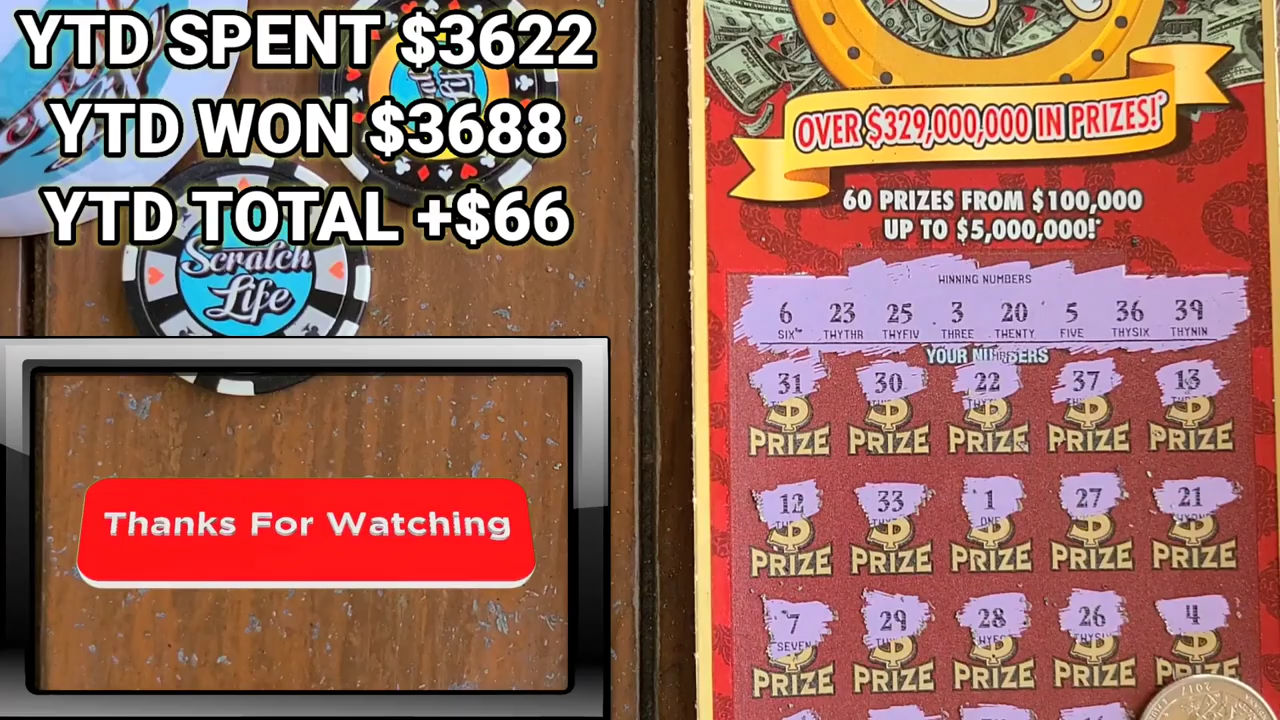 YTD SPENT $3622
YTD WON $3688
YTD TOTAL +$66
Scratch
Life
Thanks For Watching
OVER $329,000,000 IN PRIZES!*
60 PRIZES FROM $100,000
UP TO $5,000,000!*
WINNING NUMBERS
6 23 25 3 20 5 36 39
SIX THYTHR THYFIV THREE TWENTY FIVE THYSIX THYNIN
YOUR NUMBERS
31 30 22 37 13
PRIZE PRIZE PRIZE PRIZE PRIZE
12 33 1 27 21
ONE
PRIZE PRIZE PRIZE PRIZE PRIZE
7 29 28 26 4
SEVEN
PRIZE PRIZE PRIZE PRIZE PRIZE
2017